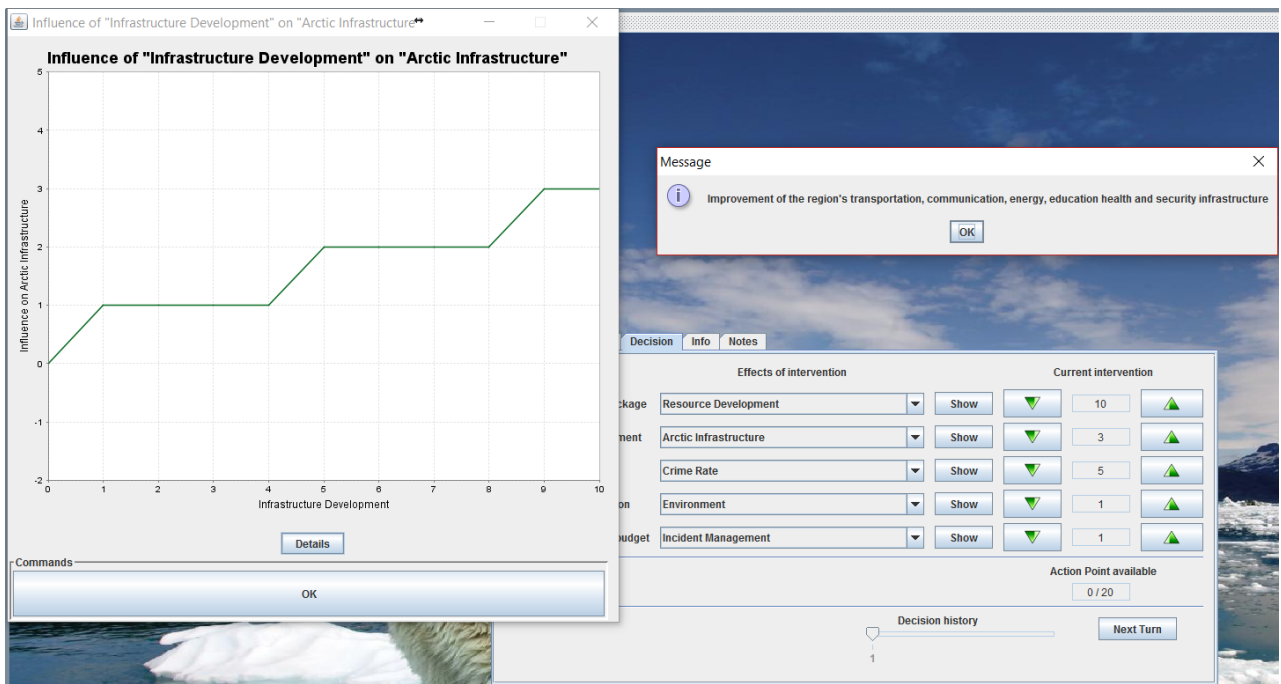 Influence of "Infrastructure Development" on "Arctic Infrastructure
Influence of "Infrastructure Development" on "Arctic Infrastructure"
5
4
3
2
1
0
-1
-2
Influence on Arctic Infrastructure
0 1 2 3 4 5 6 7 8 9 10
Infrastructure Development
Details
Commands
OK
Message
Improvement of the region's transportation, communication, energy, education health and security infrastructure
OK
Decision Info Notes
Effects of intervention Current intervention
ckage Resource Development Show 10
ment Arctic Infrastructure Show 3
Crime Rate Show 5
on Environment Show 1
budget Incident Management Show 1
Action Point available
0 / 20
Decision history
1
Next Turn